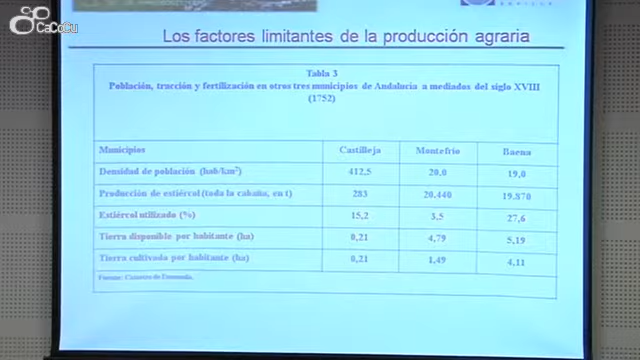 CaCoCu
Los factores limitantes de la producción agraria
Tabla 3
Población, tracción y fertilización en otros tres municipios de Andalucía a mediados del siglo XVIII
(1752)
Municipios Castilleja Montefrío Baena
Densidad de población (hab/km²) 412,5 20,0 19,0
Producción de estiércol (toda la cabaña, en t) 283 20.440 19.870
Estiércol utilizado (%) 15,2 3,5 27,6
Tierra disponible por habitante (ha) 0,21 4,79 5,19
Tierra cultivada por habitante (ha) 0,21 1,49 4,11
Fuente: Catastro de Ensenada.